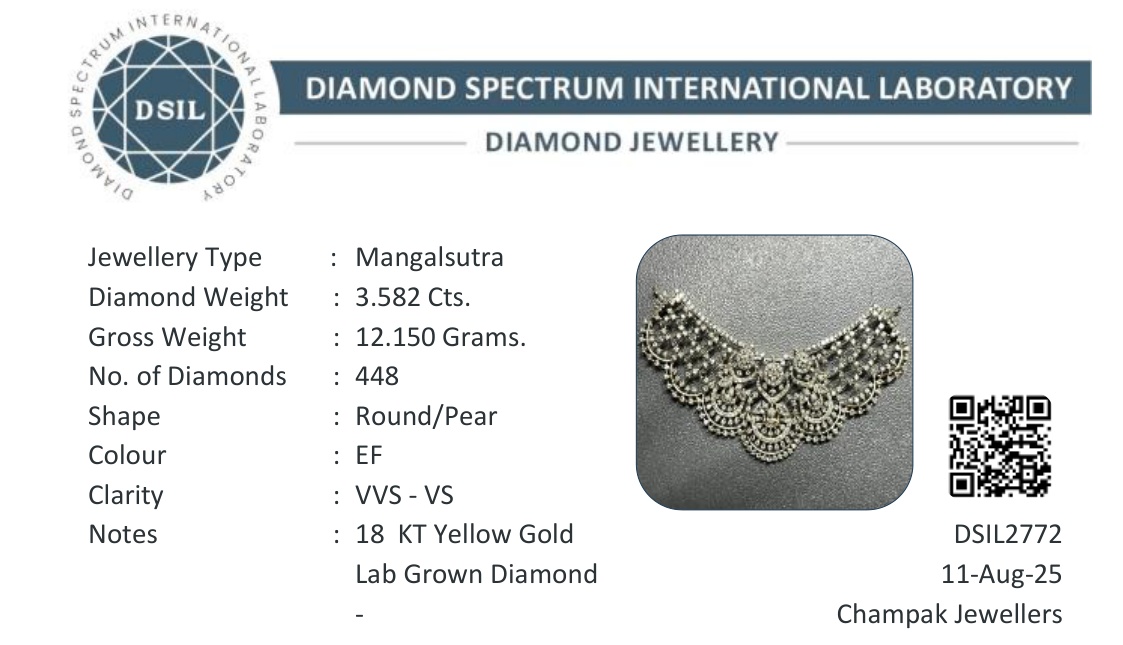 DIAMOND SPECTRUM INTERNATIONAL LABORATORY
DSIL
DIAMOND SPECTRUM INTERNATIONAL LABORATORY
DIAMOND JEWELLERY
Jewellery Type : Mangalsutra
Diamond Weight : 3.582 Cts.
Gross Weight : 12.150 Grams.
No. of Diamonds : 448
Shape : Round/Pear
Colour : EF
Clarity : VVS - VS
Notes : 18 KT Yellow Gold
Lab Grown Diamond
-
DSIL2772
11-Aug-25
Champak Jewellers